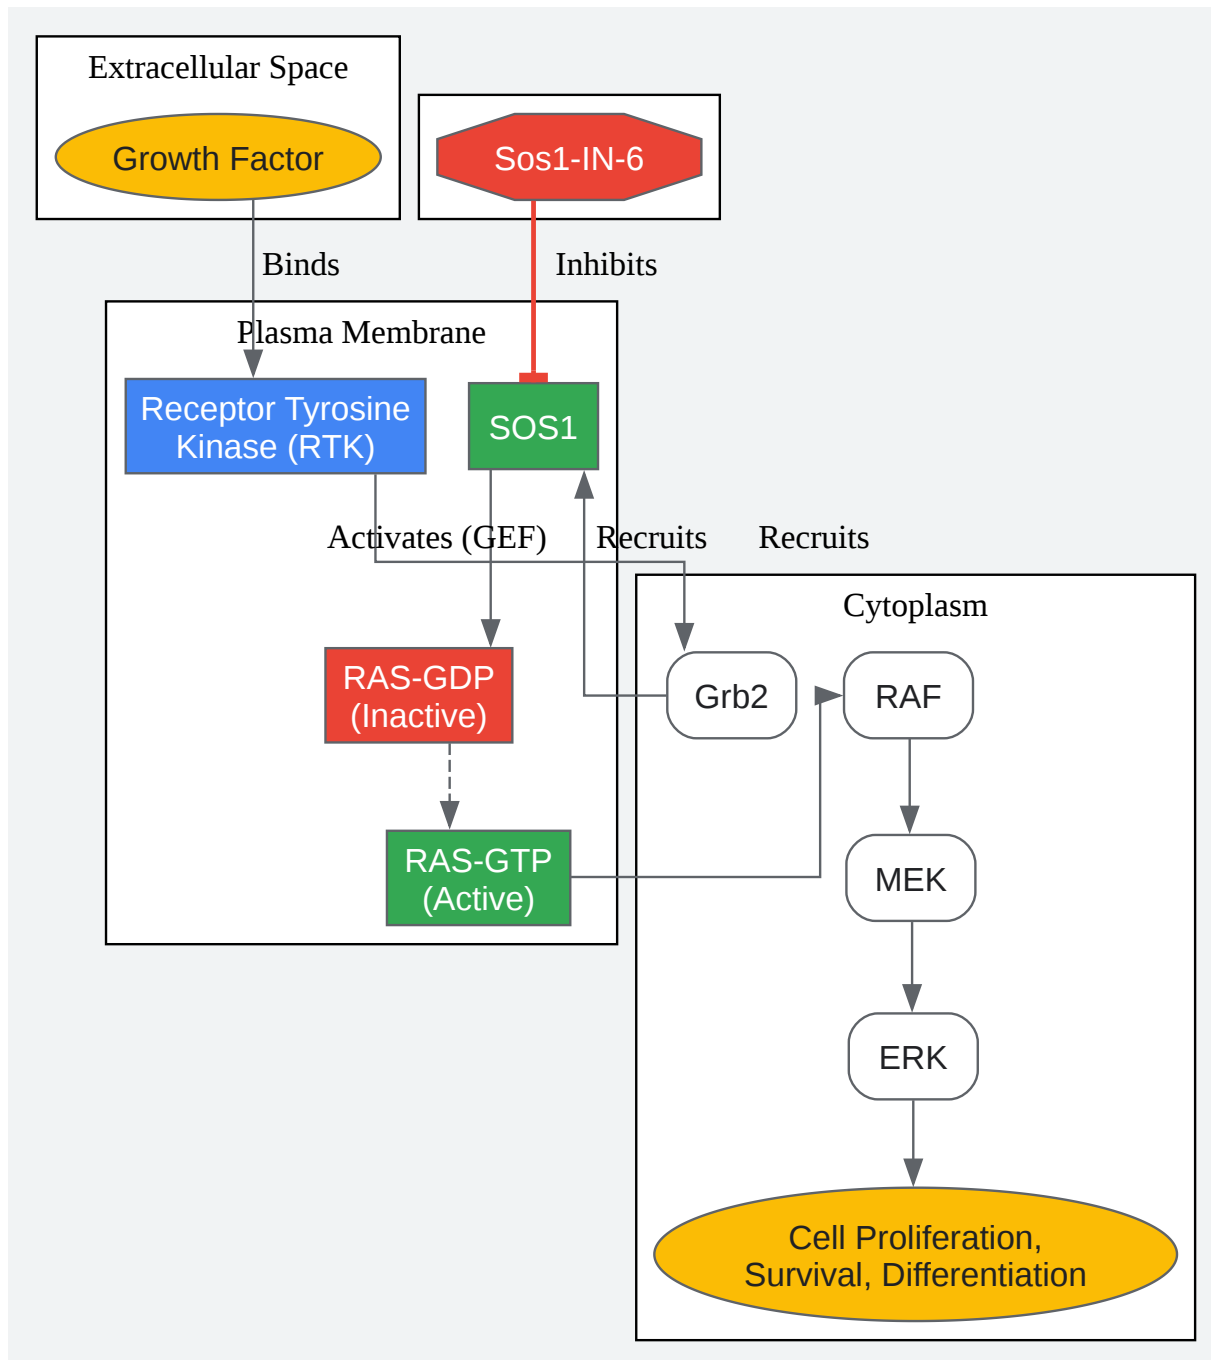 Extracellular Space
Growth Factor
Sos1-IN-6
Binds
Inhibits
Plasma Membrane
Receptor Tyrosine
Kinase (RTK)
SOS1
Activates (GEF)
Recruits
Recruits
Cytoplasm
RAS-GDP
(Inactive)
Grb2
RAF
RAS-GTP
(Active)
MEK
ERK
Cell Proliferation,
Survival, Differentiation